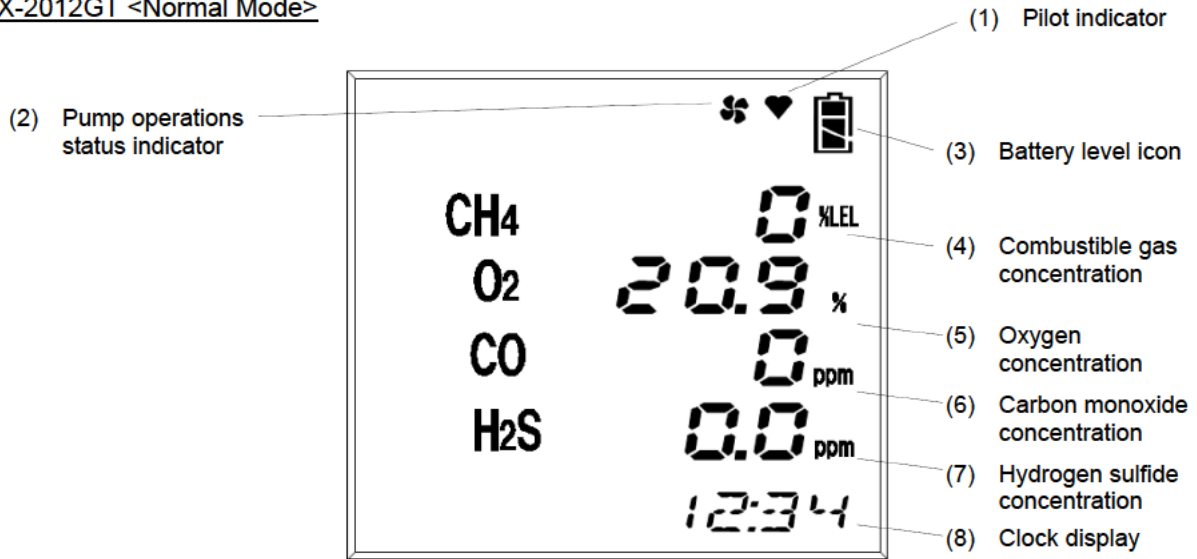 X-2012GT <Normal Mode>
(1) Pilot indicator
(2) Pump operations
status indicator
(3) Battery level icon
CH4 0 %LEL
(4) Combustible gas
concentration
O2 20.9 %
(5) Oxygen
concentration
CO 0 ppm
(6) Carbon monoxide
concentration
H2S 0.0 ppm
(7) Hydrogen sulfide
concentration
12:34
(8) Clock display